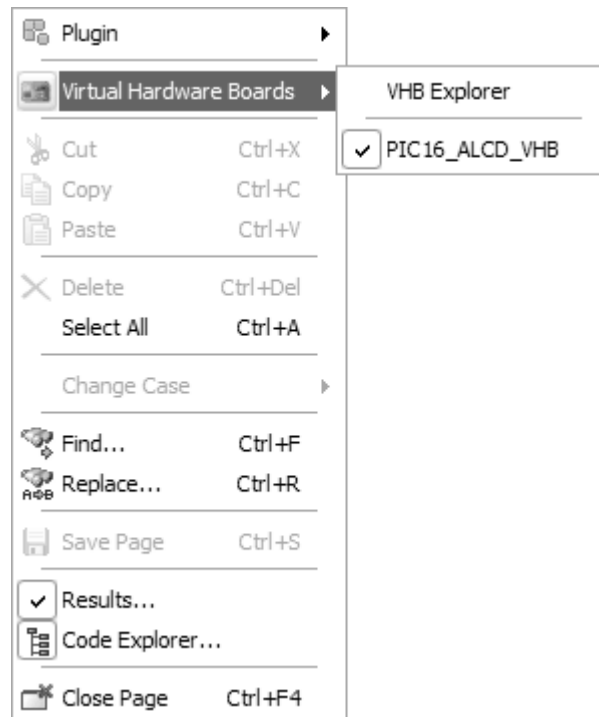 Plugin
Virtual Hardware Boards
VHB Explorer
PIC16_ALCD_VHB
Cut Ctrl+X
Copy Ctrl+C
Paste Ctrl+V
Delete Ctrl+Del
Select All Ctrl+A
Change Case
Find... Ctrl+F
Replace... Ctrl+R
A⇨B
Save Page Ctrl+S
Results...
Code Explorer...
Close Page Ctrl+F4